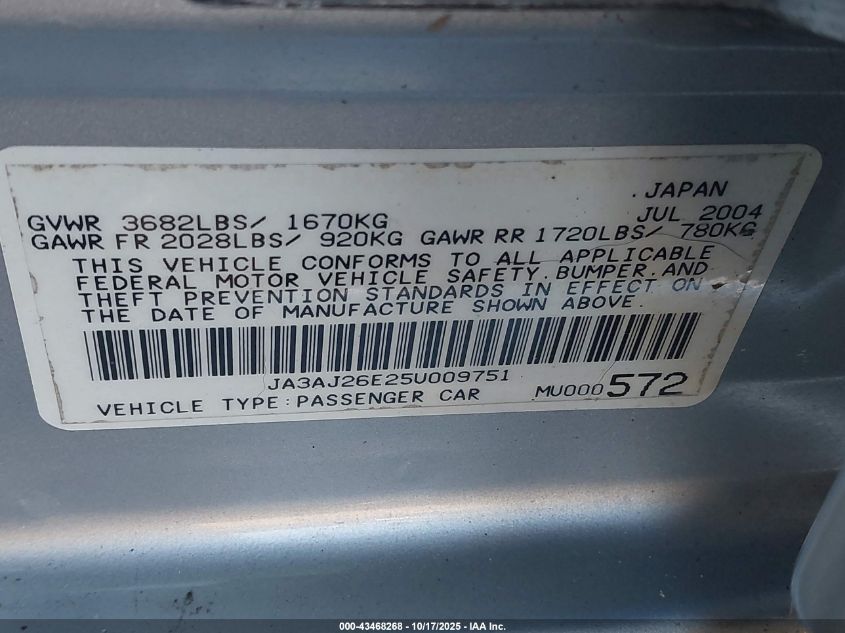 .JAPAN
GVWR 3682LBS/ 1670KG JUL 2004
GAWR FR 2028LBS/ 920KG GAWR RR 1720LBS/ 780KG
THIS VEHICLE CONFORMS TO ALL APPLICABLE
FEDERAL MOTOR VEHICLE SAFETY.BUMPER.AND
THEFT PREVENTION STANDARDS IN EFFECT ON
THE DATE OF MANUFACTURE SHOWN ABOVE.
JA3AJ26E25U009751
VEHICLE TYPE:PASSENGER CAR MU000572
000-43468268 - 10/17/2025 - IAA Inc.